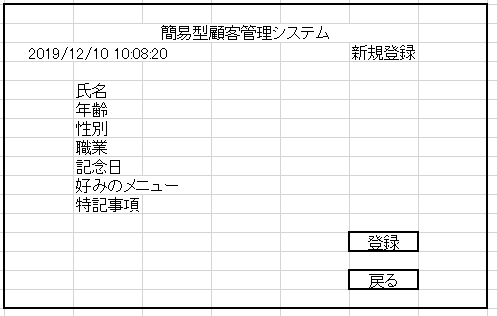 簡易型顧客管理システム
2019/12/10 10:08:20 新規登録
氏名
年齢
性別
職業
記念日
好みのメニュー
特記事項
登録
戻る